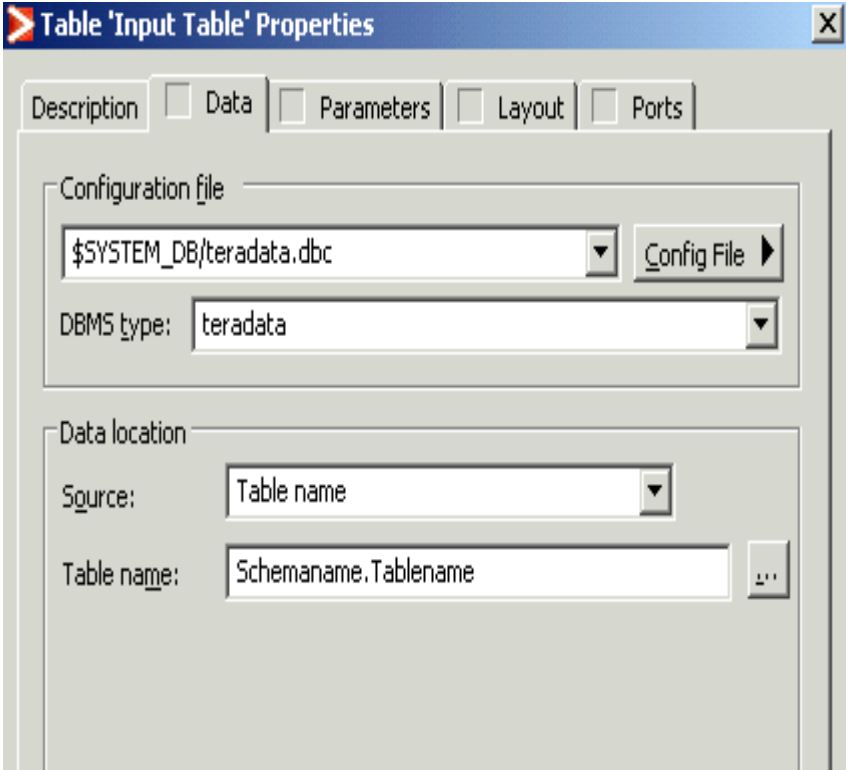 Table 'Input Table' Properties
Description Data Parameters Layout Ports
Configuration file
$SYSTEM_DB/teradata.dbc Config File
DBMS type: teradata
Data location
Source: Table name
Table name: Schemaname.Tablename ...